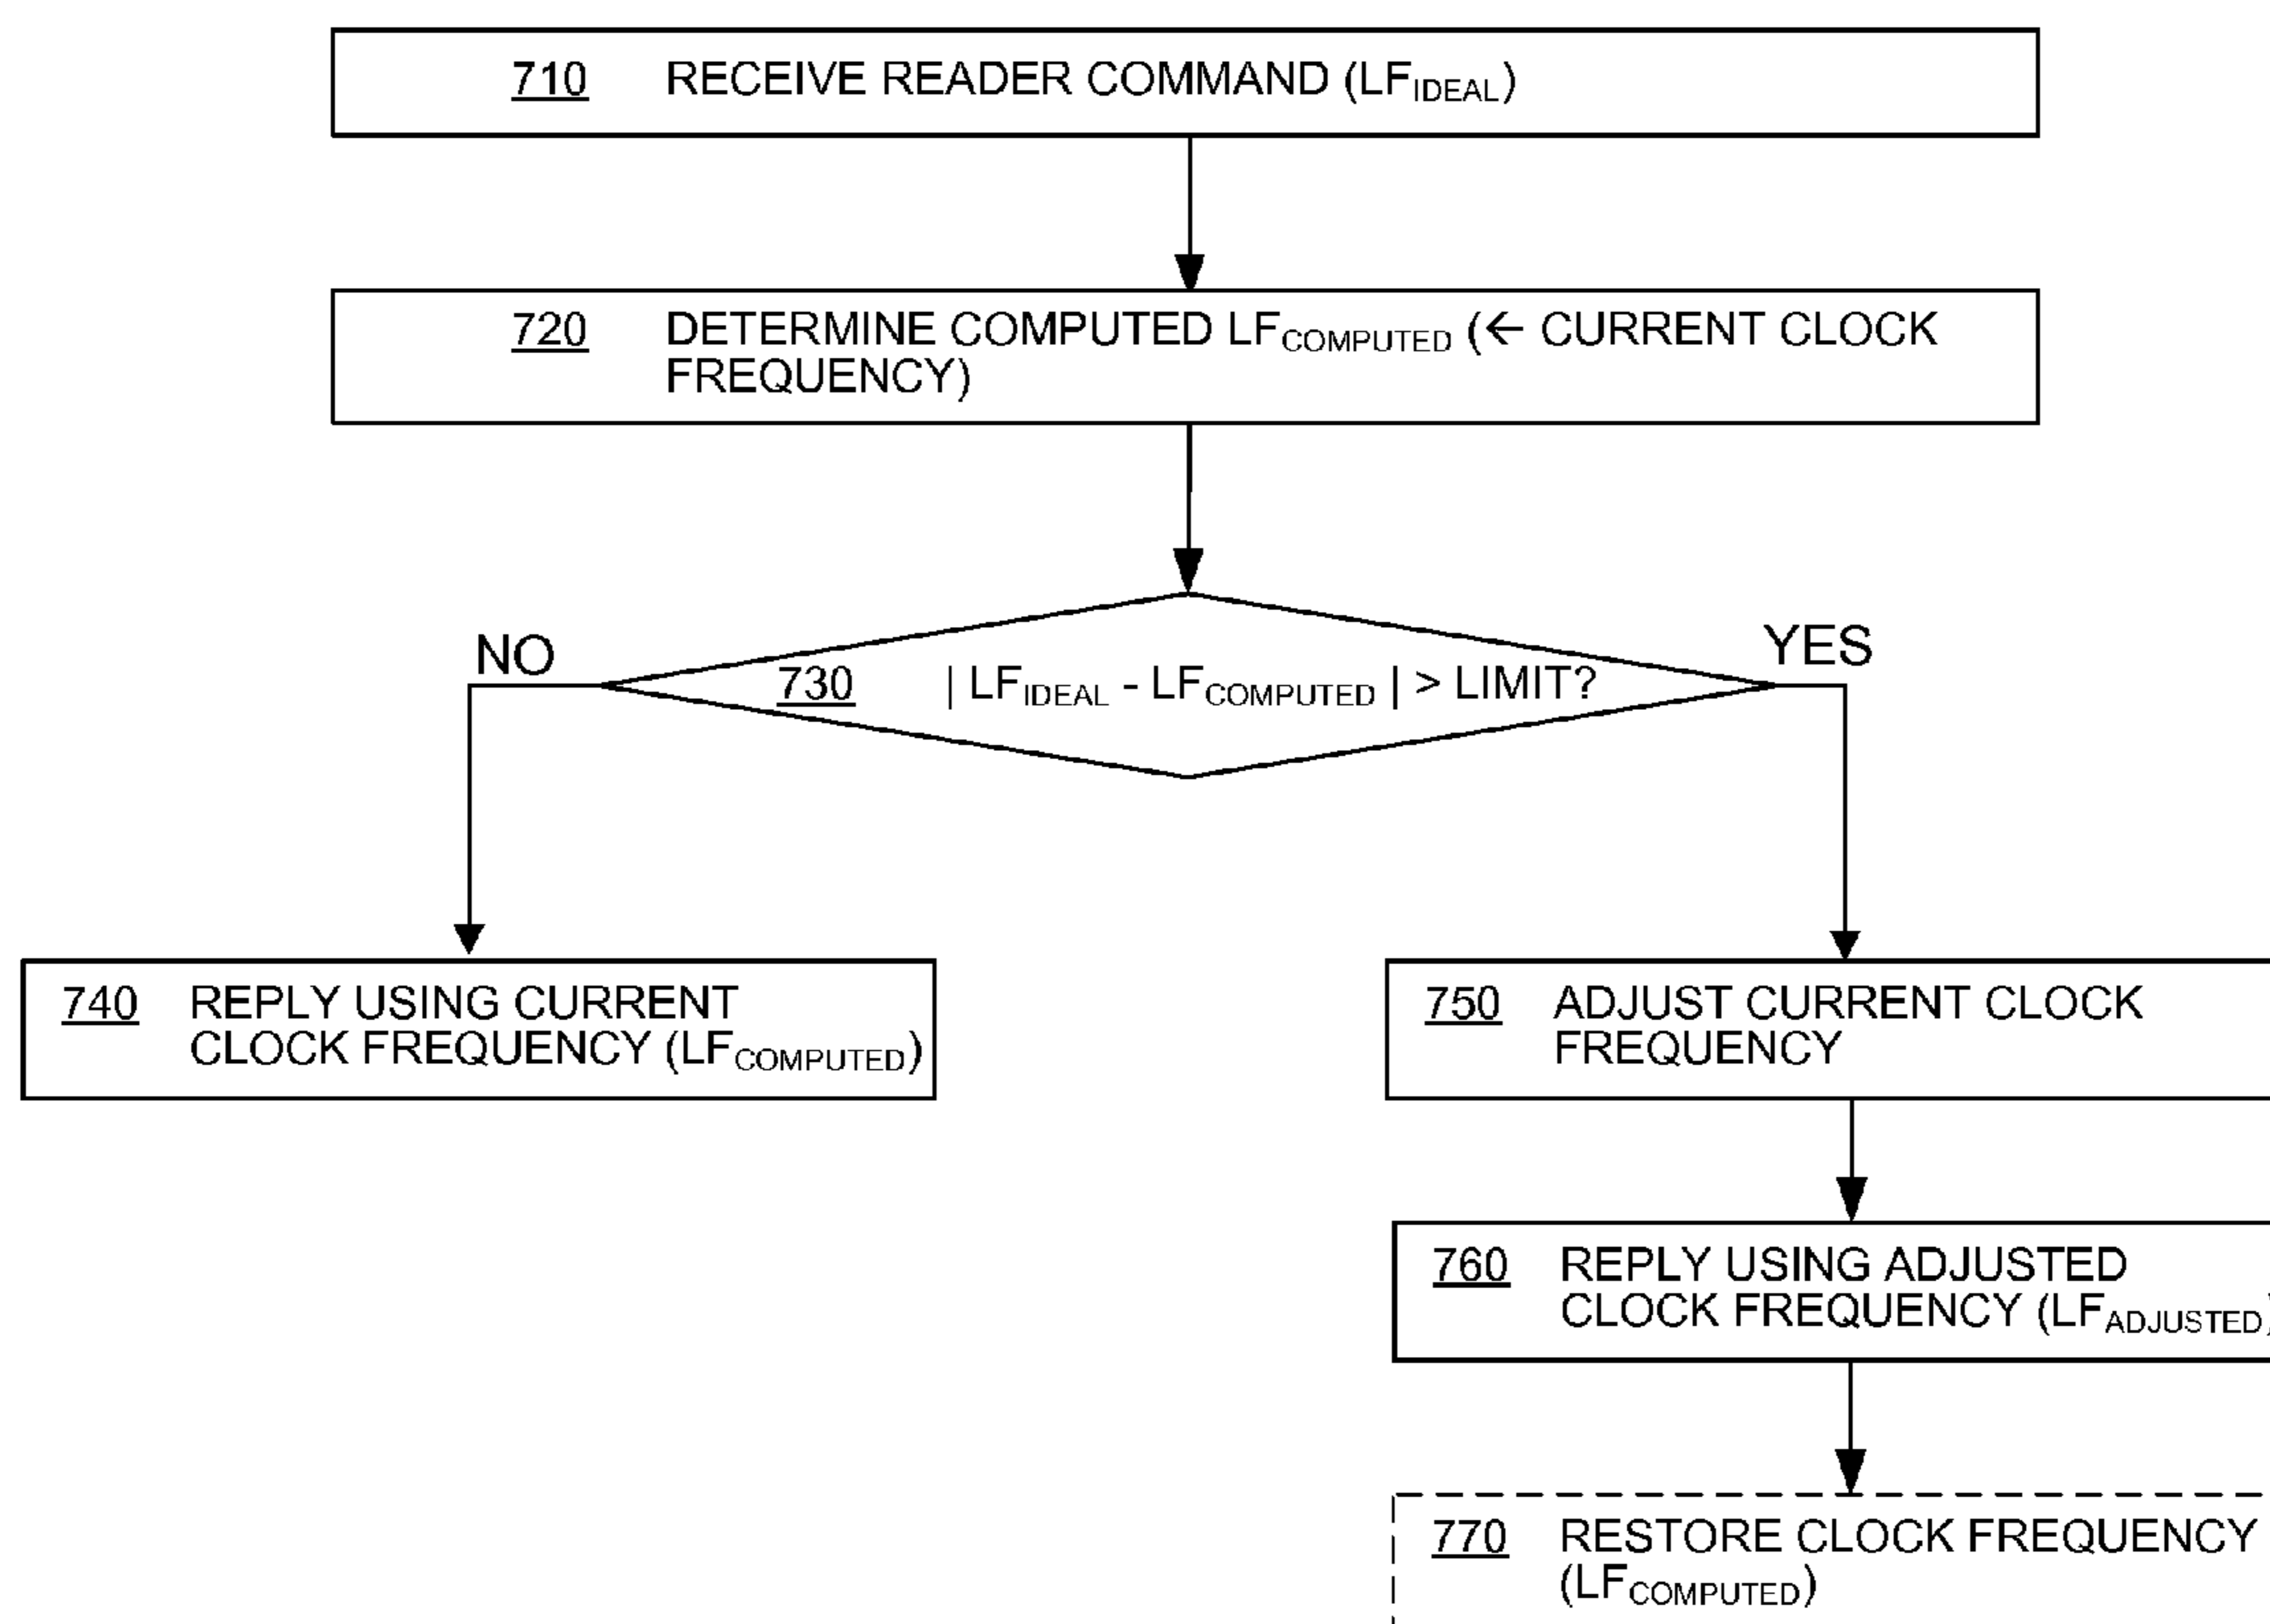 710 RECEIVE READER COMMAND (LF_IDEAL)
720 DETERMINE COMPUTED LF_COMPUTED (← CURRENT CLOCK
FREQUENCY)
NO
YES
730 | LF_IDEAL - LF_COMPUTED | > LIMIT?
740 REPLY USING CURRENT
CLOCK FREQUENCY (LF_COMPUTED)
750 ADJUST CURRENT CLOCK
FREQUENCY
760 REPLY USING ADJUSTED
CLOCK FREQUENCY (LF_ADJUSTED)
770 RESTORE CLOCK FREQUENCY
(LF_COMPUTED)